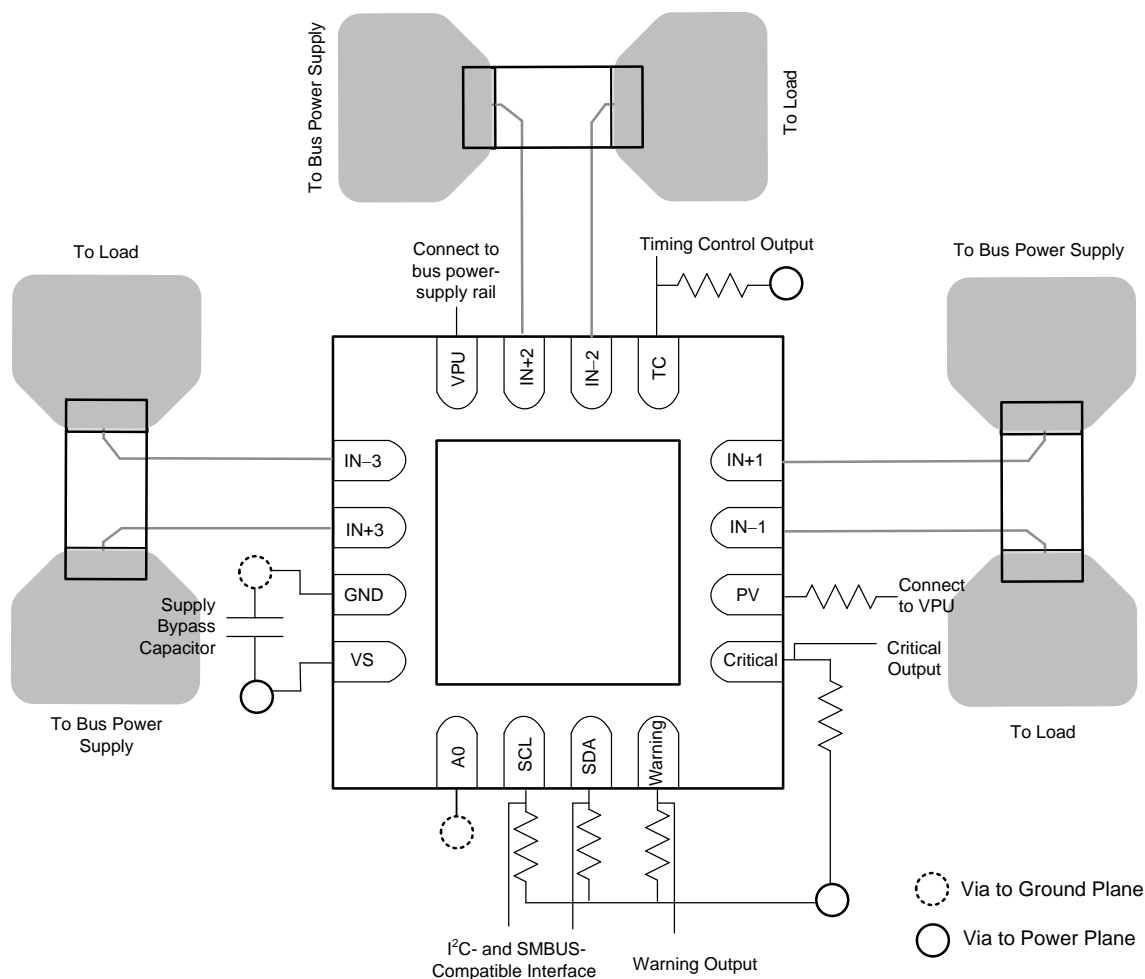 To Bus Power Supply
To Load
To Load
Connect to
bus power-
supply rail
Timing Control Output
To Bus Power Supply
VPU
IN+2
IN–2
TC
IN–3
IN+3
GND
VS
IN+1
IN–1
PV
Critical
Supply
Bypass
Capacitor
Connect
to VPU
Critical
Output
To Bus Power
Supply
To Load
A0
SCL
SDA
Warning
I²C- and SMBUS-
Compatible Interface
Warning Output
Via to Ground Plane
Via to Power Plane